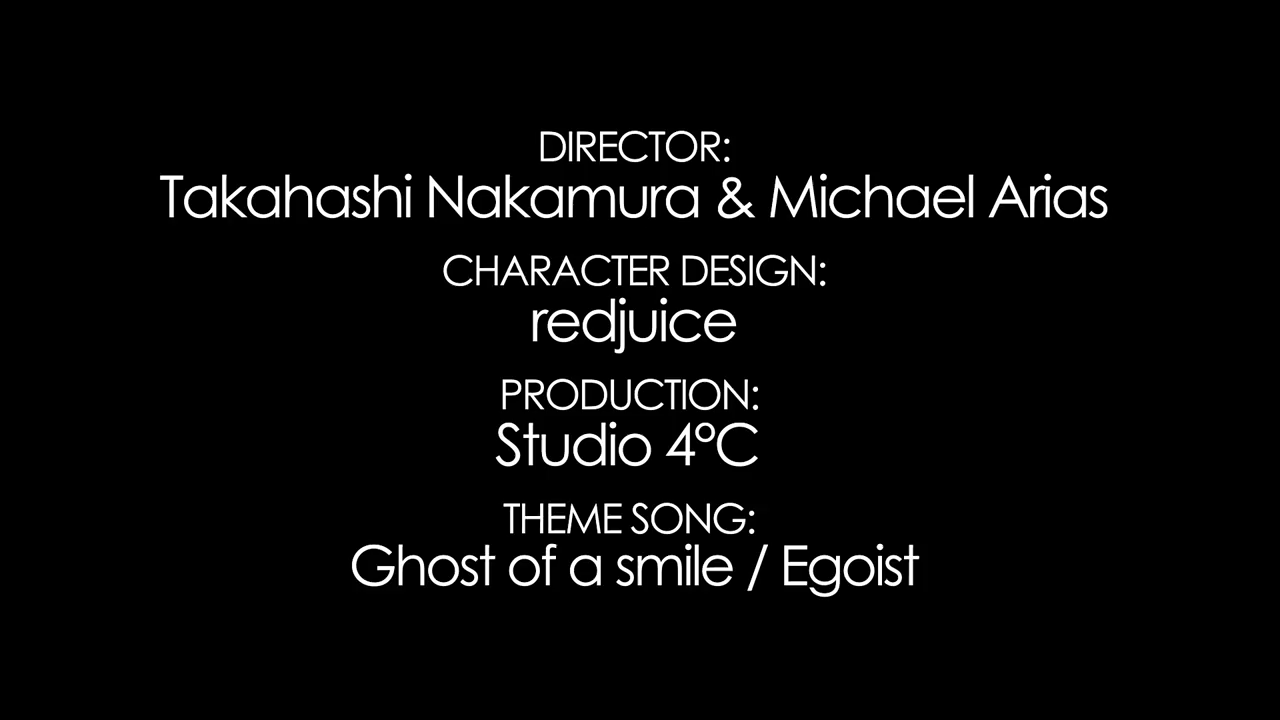 DIRECTOR:
Takahashi Nakamura & Michael Arias
CHARACTER DESIGN:
redjuice
PRODUCTION:
Studio 4°C
THEME SONG:
Ghost of a smile / Egoist